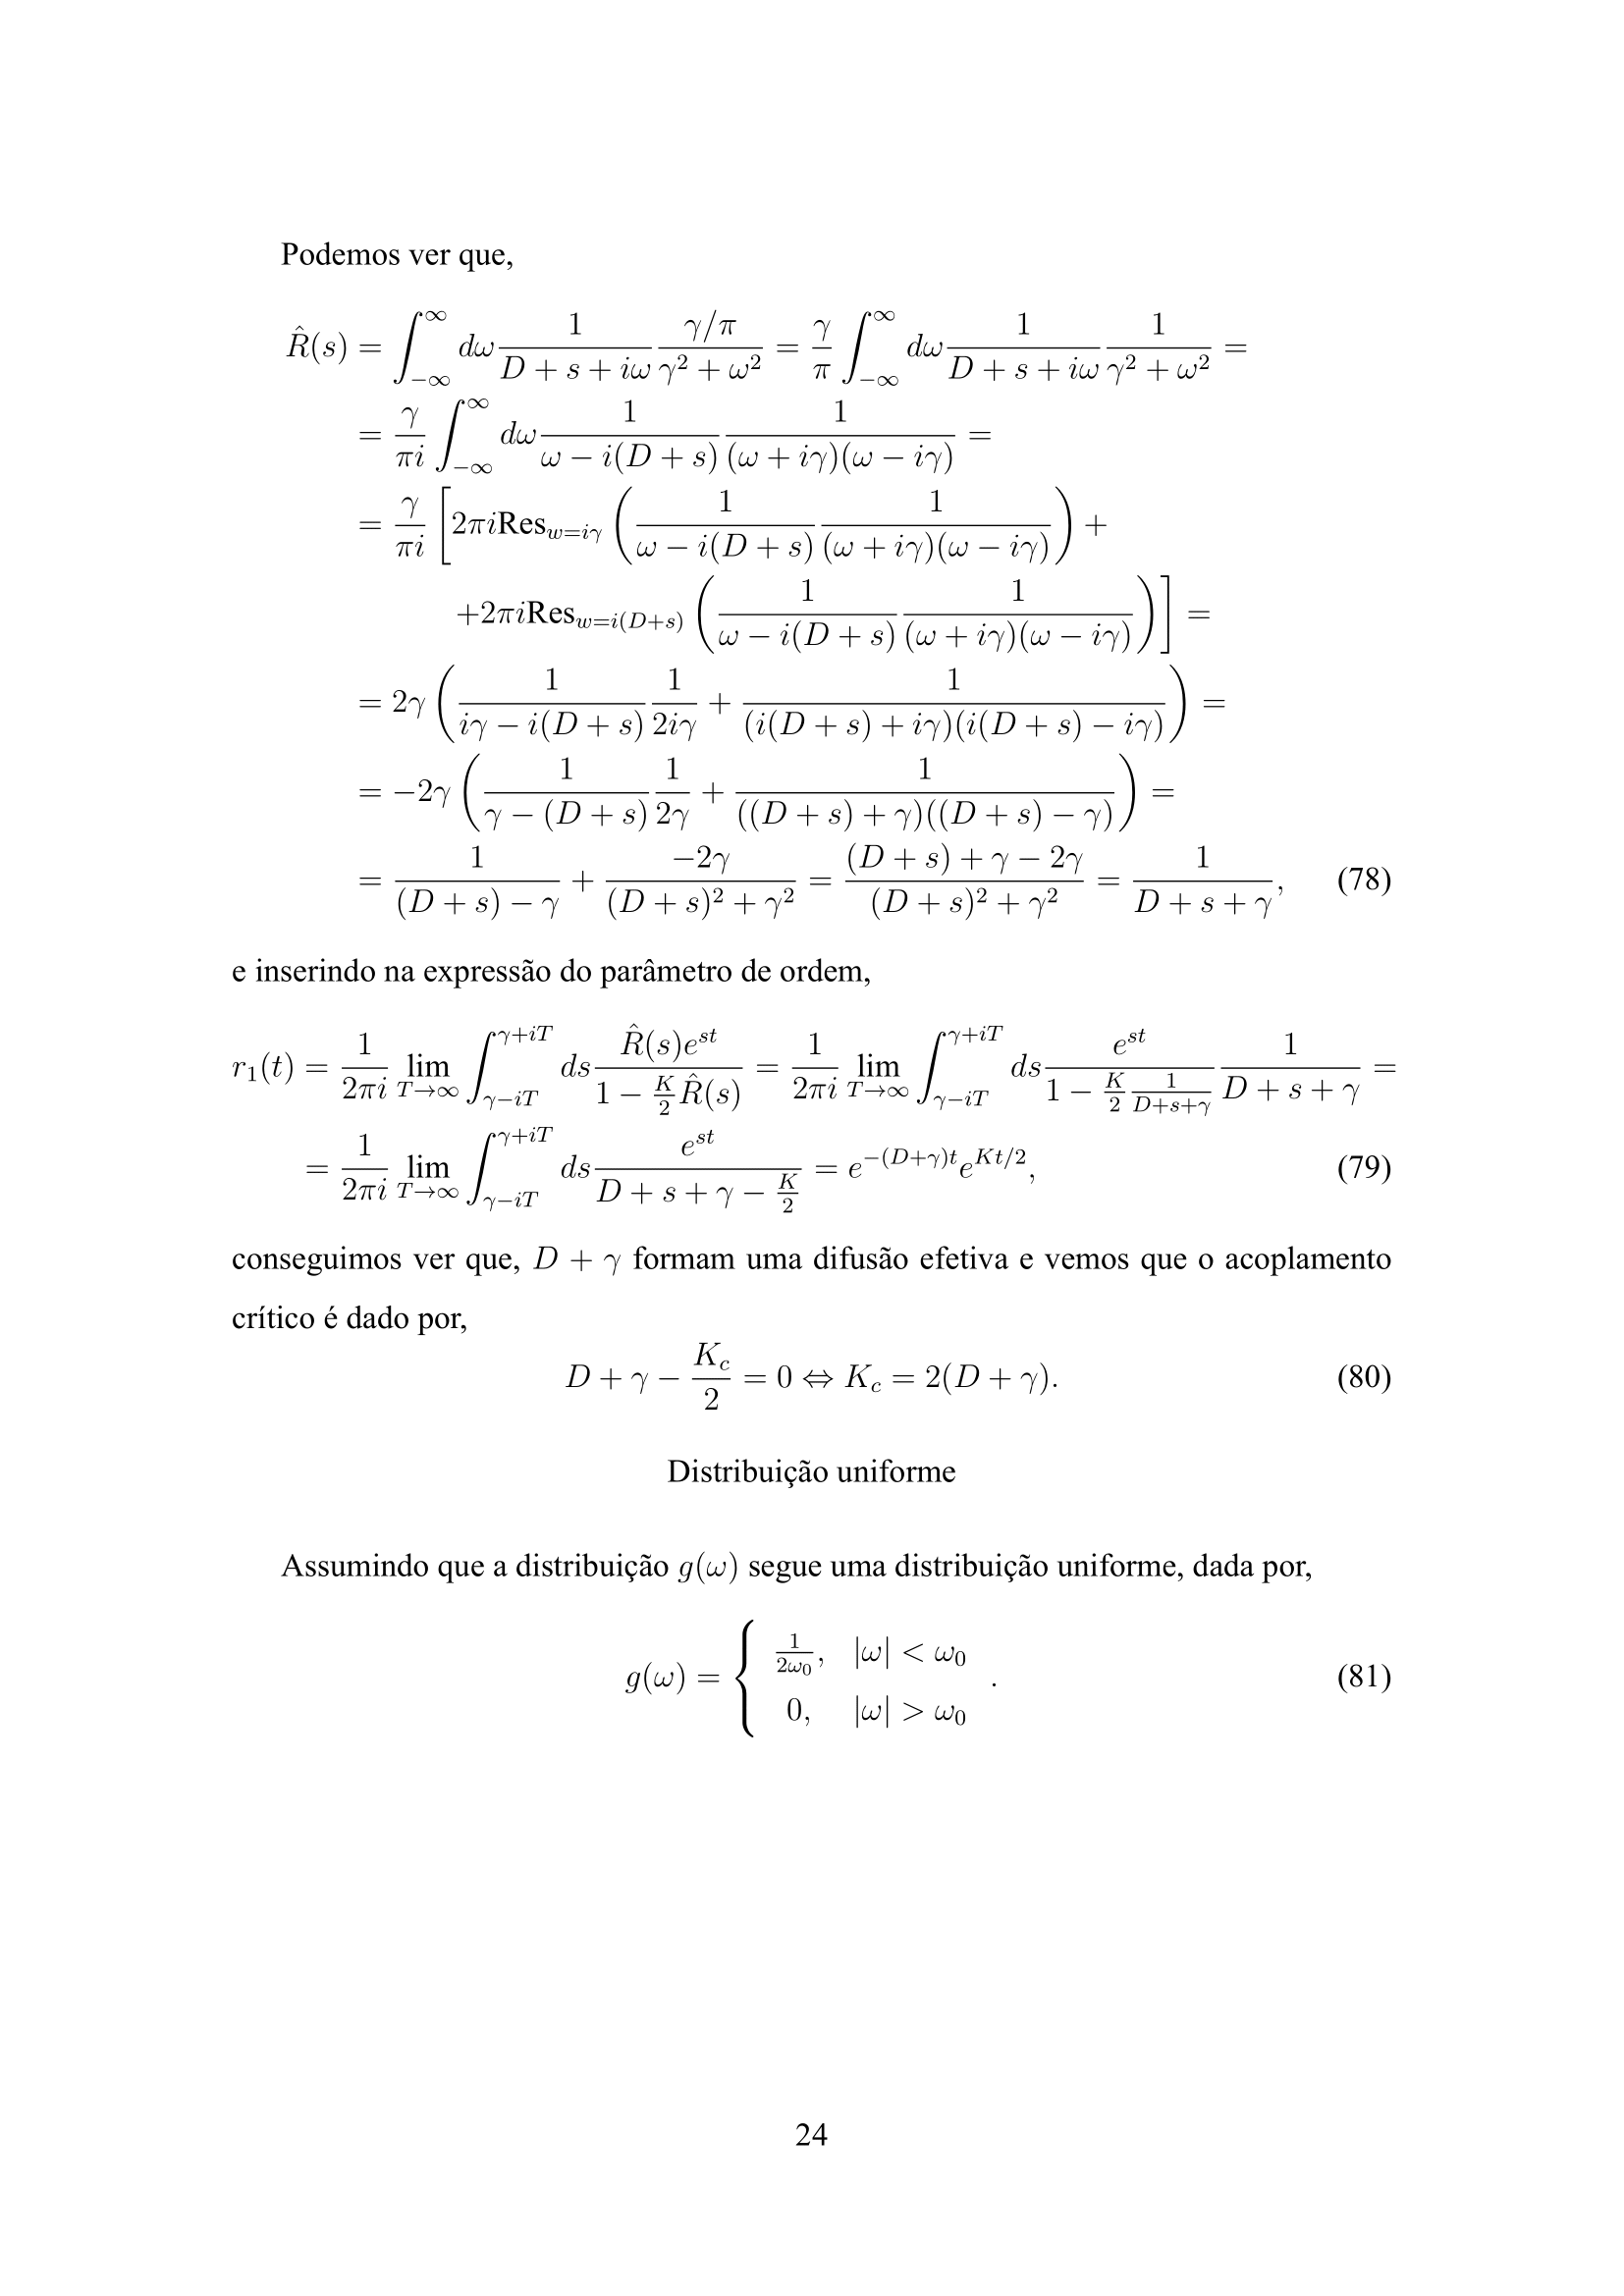 Podemos ver que,
$$\hat{R}(s) = \int_{-\infty}^{\infty} d\omega \frac{1}{D+s+i\omega} \frac{\gamma/\pi}{\gamma^2+\omega^2} = \frac{\gamma}{\pi} \int_{-\infty}^{\infty} d\omega \frac{1}{D+s+i\omega} \frac{1}{\gamma^2+\omega^2} =$$
$$= \frac{\gamma}{\pi i} \int_{-\infty}^{\infty} d\omega \frac{1}{\omega-i(D+s)} \frac{1}{(\omega+i\gamma)(\omega-i\gamma)} =$$
$$= \frac{\gamma}{\pi i} \left[ 2\pi i \text{Res}_{w=i\gamma} \left( \frac{1}{\omega-i(D+s)} \frac{1}{(\omega+i\gamma)(\omega-i\gamma)} \right) + \right.$$
$$\left. +2\pi i \text{Res}_{w=i(D+s)} \left( \frac{1}{\omega-i(D+s)} \frac{1}{(\omega+i\gamma)(\omega-i\gamma)} \right) \right] =$$
$$= 2\gamma \left( \frac{1}{i\gamma-i(D+s)} \frac{1}{2i\gamma} + \frac{1}{(i(D+s)+i\gamma)(i(D+s)-i\gamma)} \right) =$$
$$= -2\gamma \left( \frac{1}{\gamma-(D+s)} \frac{1}{2\gamma} + \frac{1}{((D+s)+\gamma)((D+s)-\gamma)} \right) =$$
$$= \frac{1}{(D+s)-\gamma} + \frac{-2\gamma}{(D+s)^2+\gamma^2} = \frac{(D+s)+\gamma-2\gamma}{(D+s)^2+\gamma^2} = \frac{1}{D+s+\gamma}, \quad (78)$$
e inserindo na expressão do parâmetro de ordem,
$$r_1(t) = \frac{1}{2\pi i} \lim_{T\to\infty} \int_{\gamma-iT}^{\gamma+iT} ds \frac{\hat{R}(s)e^{st}}{1-\frac{K}{2}\hat{R}(s)} = \frac{1}{2\pi i} \lim_{T\to\infty} \int_{\gamma-iT}^{\gamma+iT} ds \frac{e^{st}}{1-\frac{K}{2}\frac{1}{D+s+\gamma}} \frac{1}{D+s+\gamma} =$$
$$= \frac{1}{2\pi i} \lim_{T\to\infty} \int_{\gamma-iT}^{\gamma+iT} ds \frac{e^{st}}{D+s+\gamma-\frac{K}{2}} = e^{-(D+\gamma)t}e^{Kt/2}, \quad (79)$$
conseguimos ver que, $D + \gamma$ formam uma difusão efetiva e vemos que o acoplamento
crítico é dado por,
$$D + \gamma - \frac{K_c}{2} = 0 \Leftrightarrow K_c = 2(D + \gamma). \quad (80)$$
Distribuição uniforme
Assumindo que a distribuição $g(\omega)$ segue uma distribuição uniforme, dada por,
$$g(\omega) = \begin{cases} \frac{1}{2\omega_0}, & |\omega| < \omega_0 \\ 0, & |\omega| > \omega_0 \end{cases}. \quad (81)$$
24